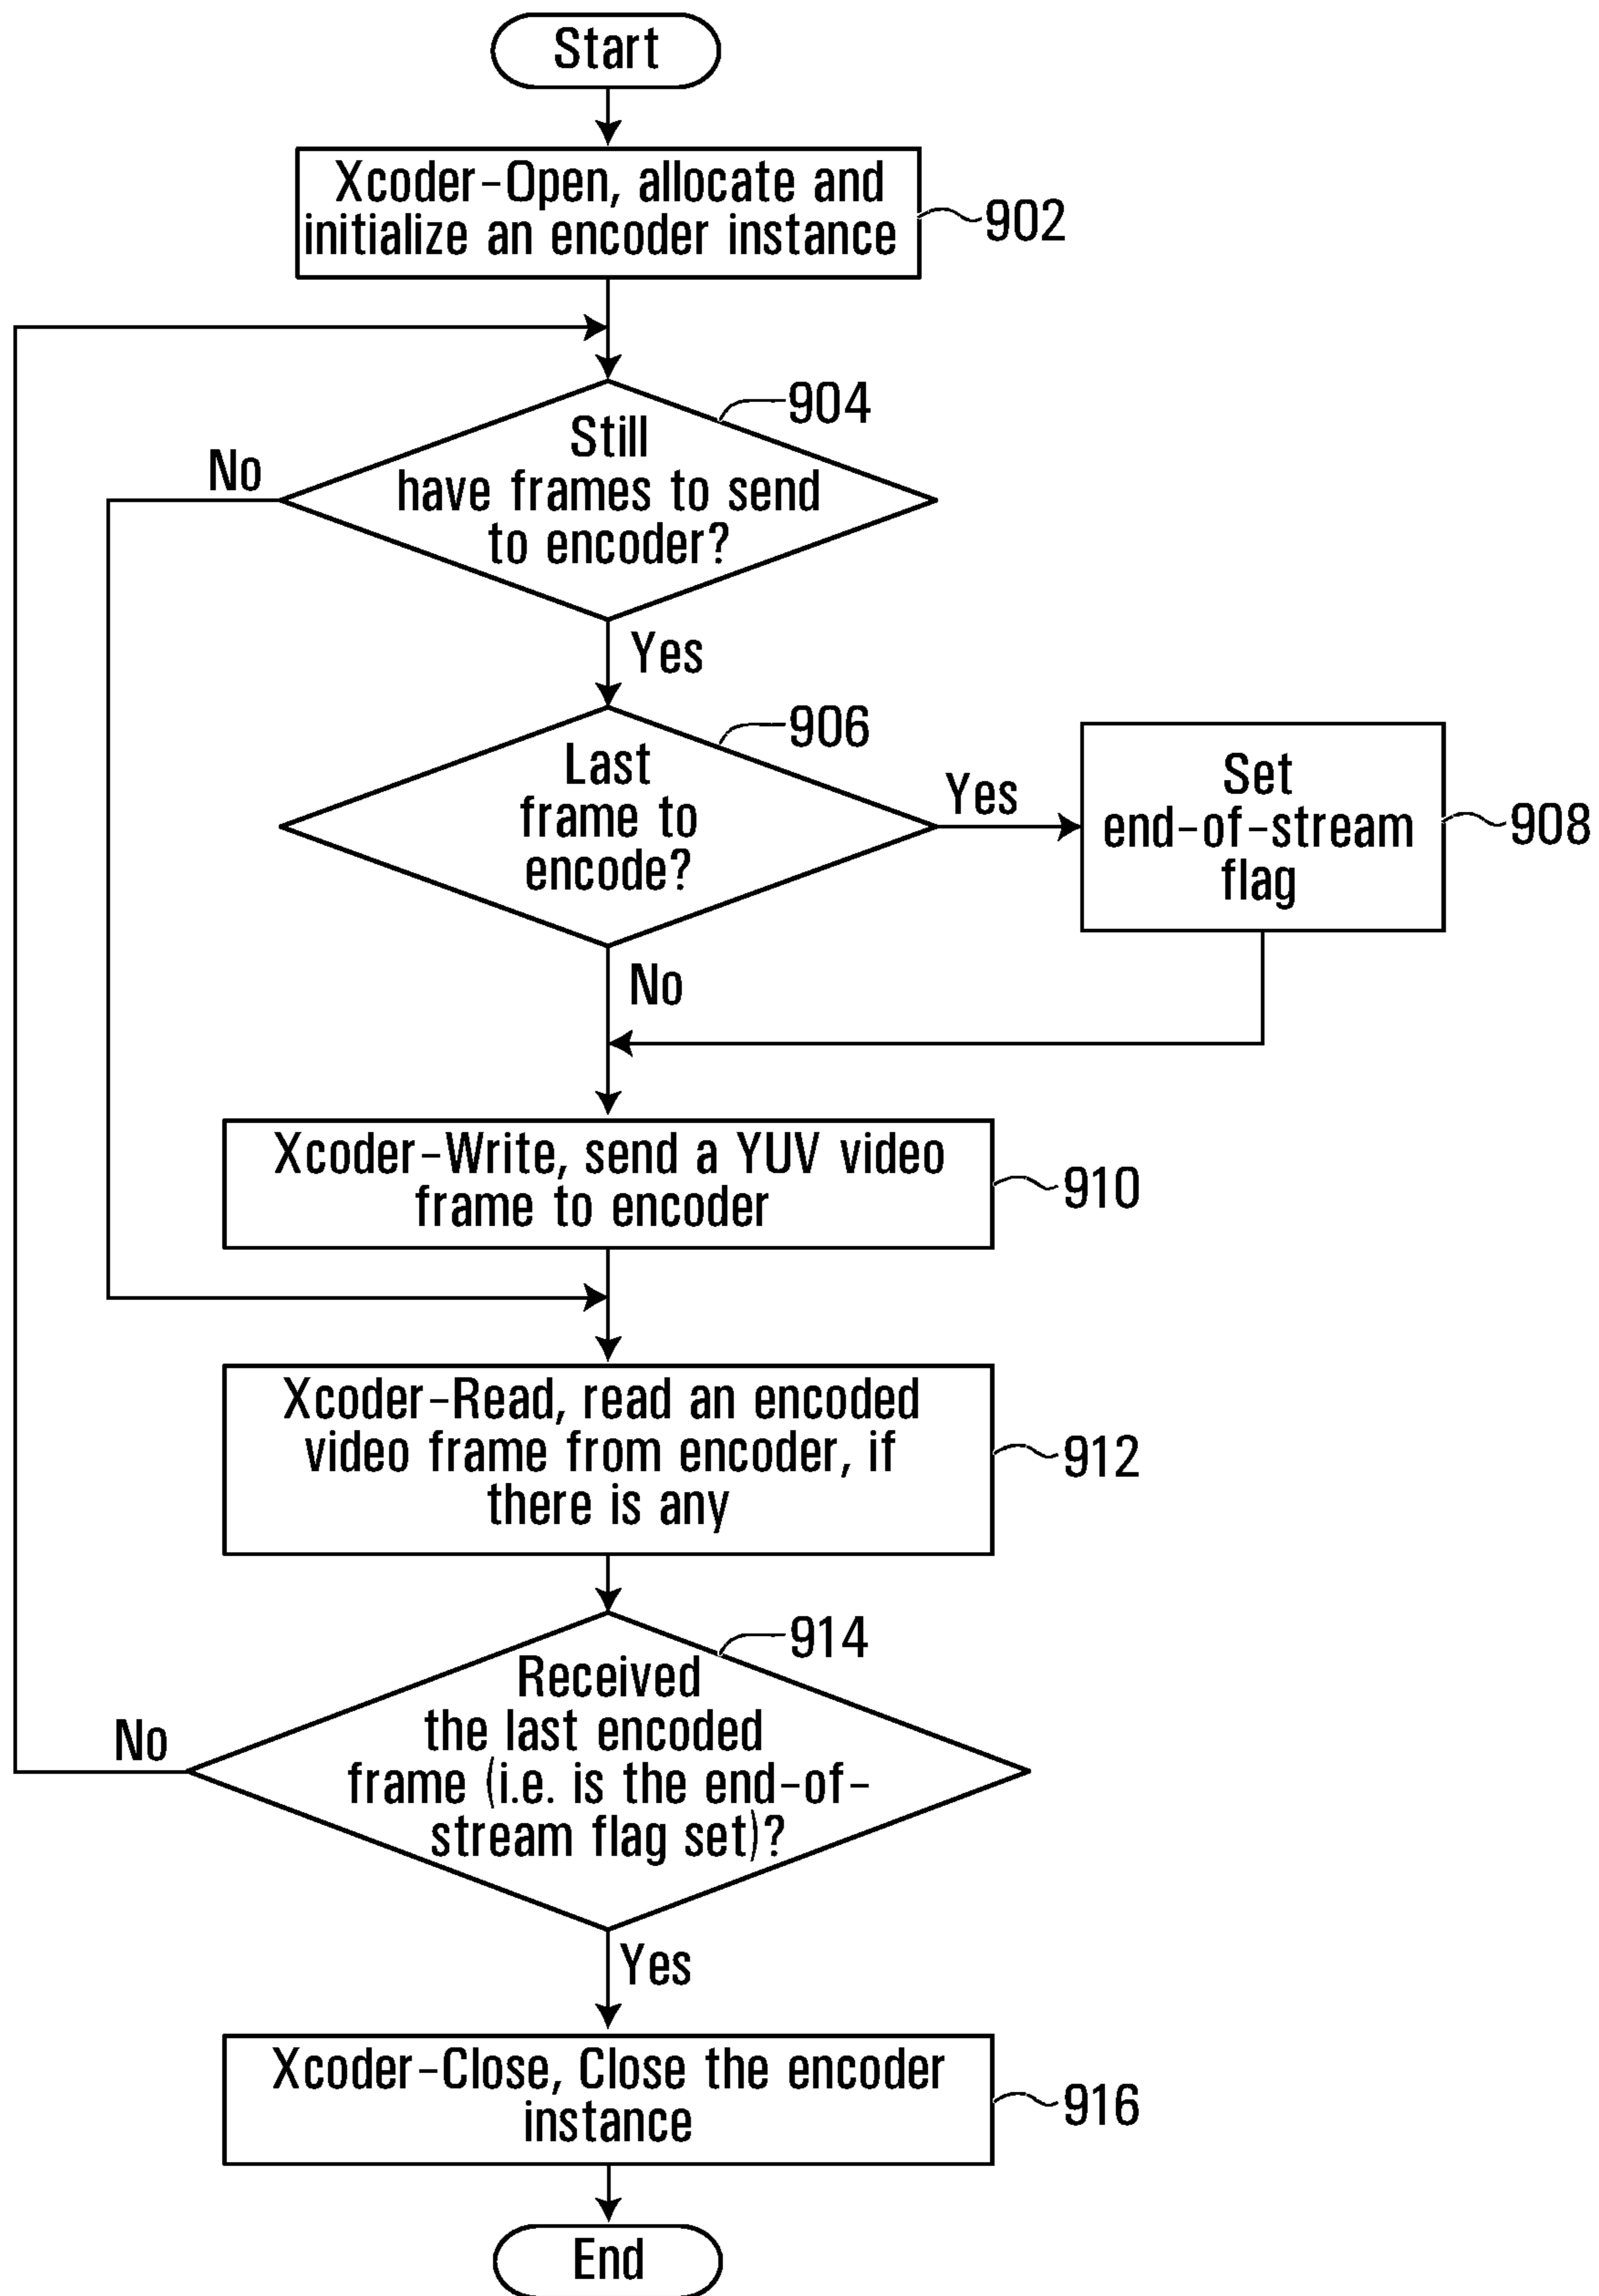 Start
Xcoder-Open, allocate and
initialize an encoder instance
902
904
Still
have frames to send
to encoder?
No
Yes
906
Last
frame to
encode?
Yes
Set
end-of-stream
flag
908
No
Xcoder-Write, send a YUV video
frame to encoder
910
Xcoder-Read, read an encoded
video frame from encoder, if
there is any
912
914
Received
the last encoded
frame (i.e. is the end-of-
stream flag set)?
No
Yes
Xcoder-Close, Close the encoder
instance
916
End